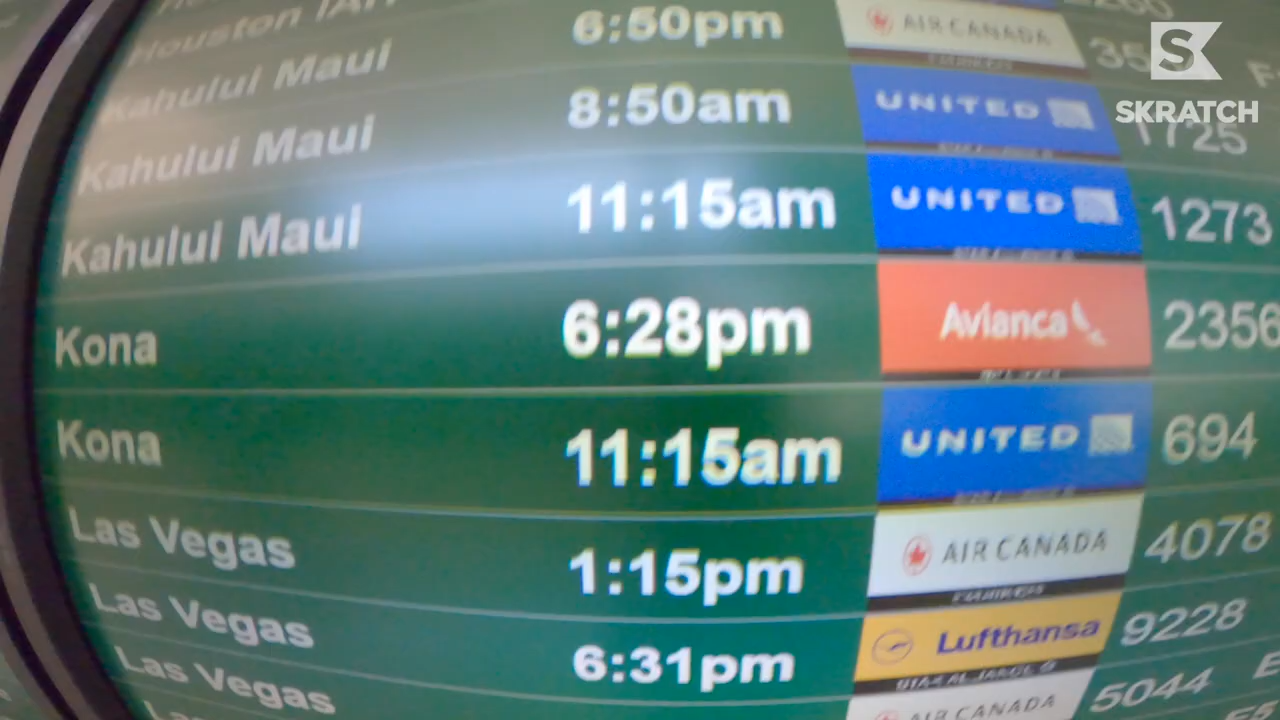 Houston IAH
Kahului Maui 6:50pm AIR CANADA
SKRATCH
Kahului Maui 8:50am UNITED 1725
Kahului Maui 11:15am UNITED 1273
Kona 6:28pm Avianca 2356
Kona 11:15am UNITED 694
Las Vegas 1:15pm AIR CANADA 4078
Las Vegas 6:31pm Lufthansa 9228
Las Vegas AIR CANADA 5044